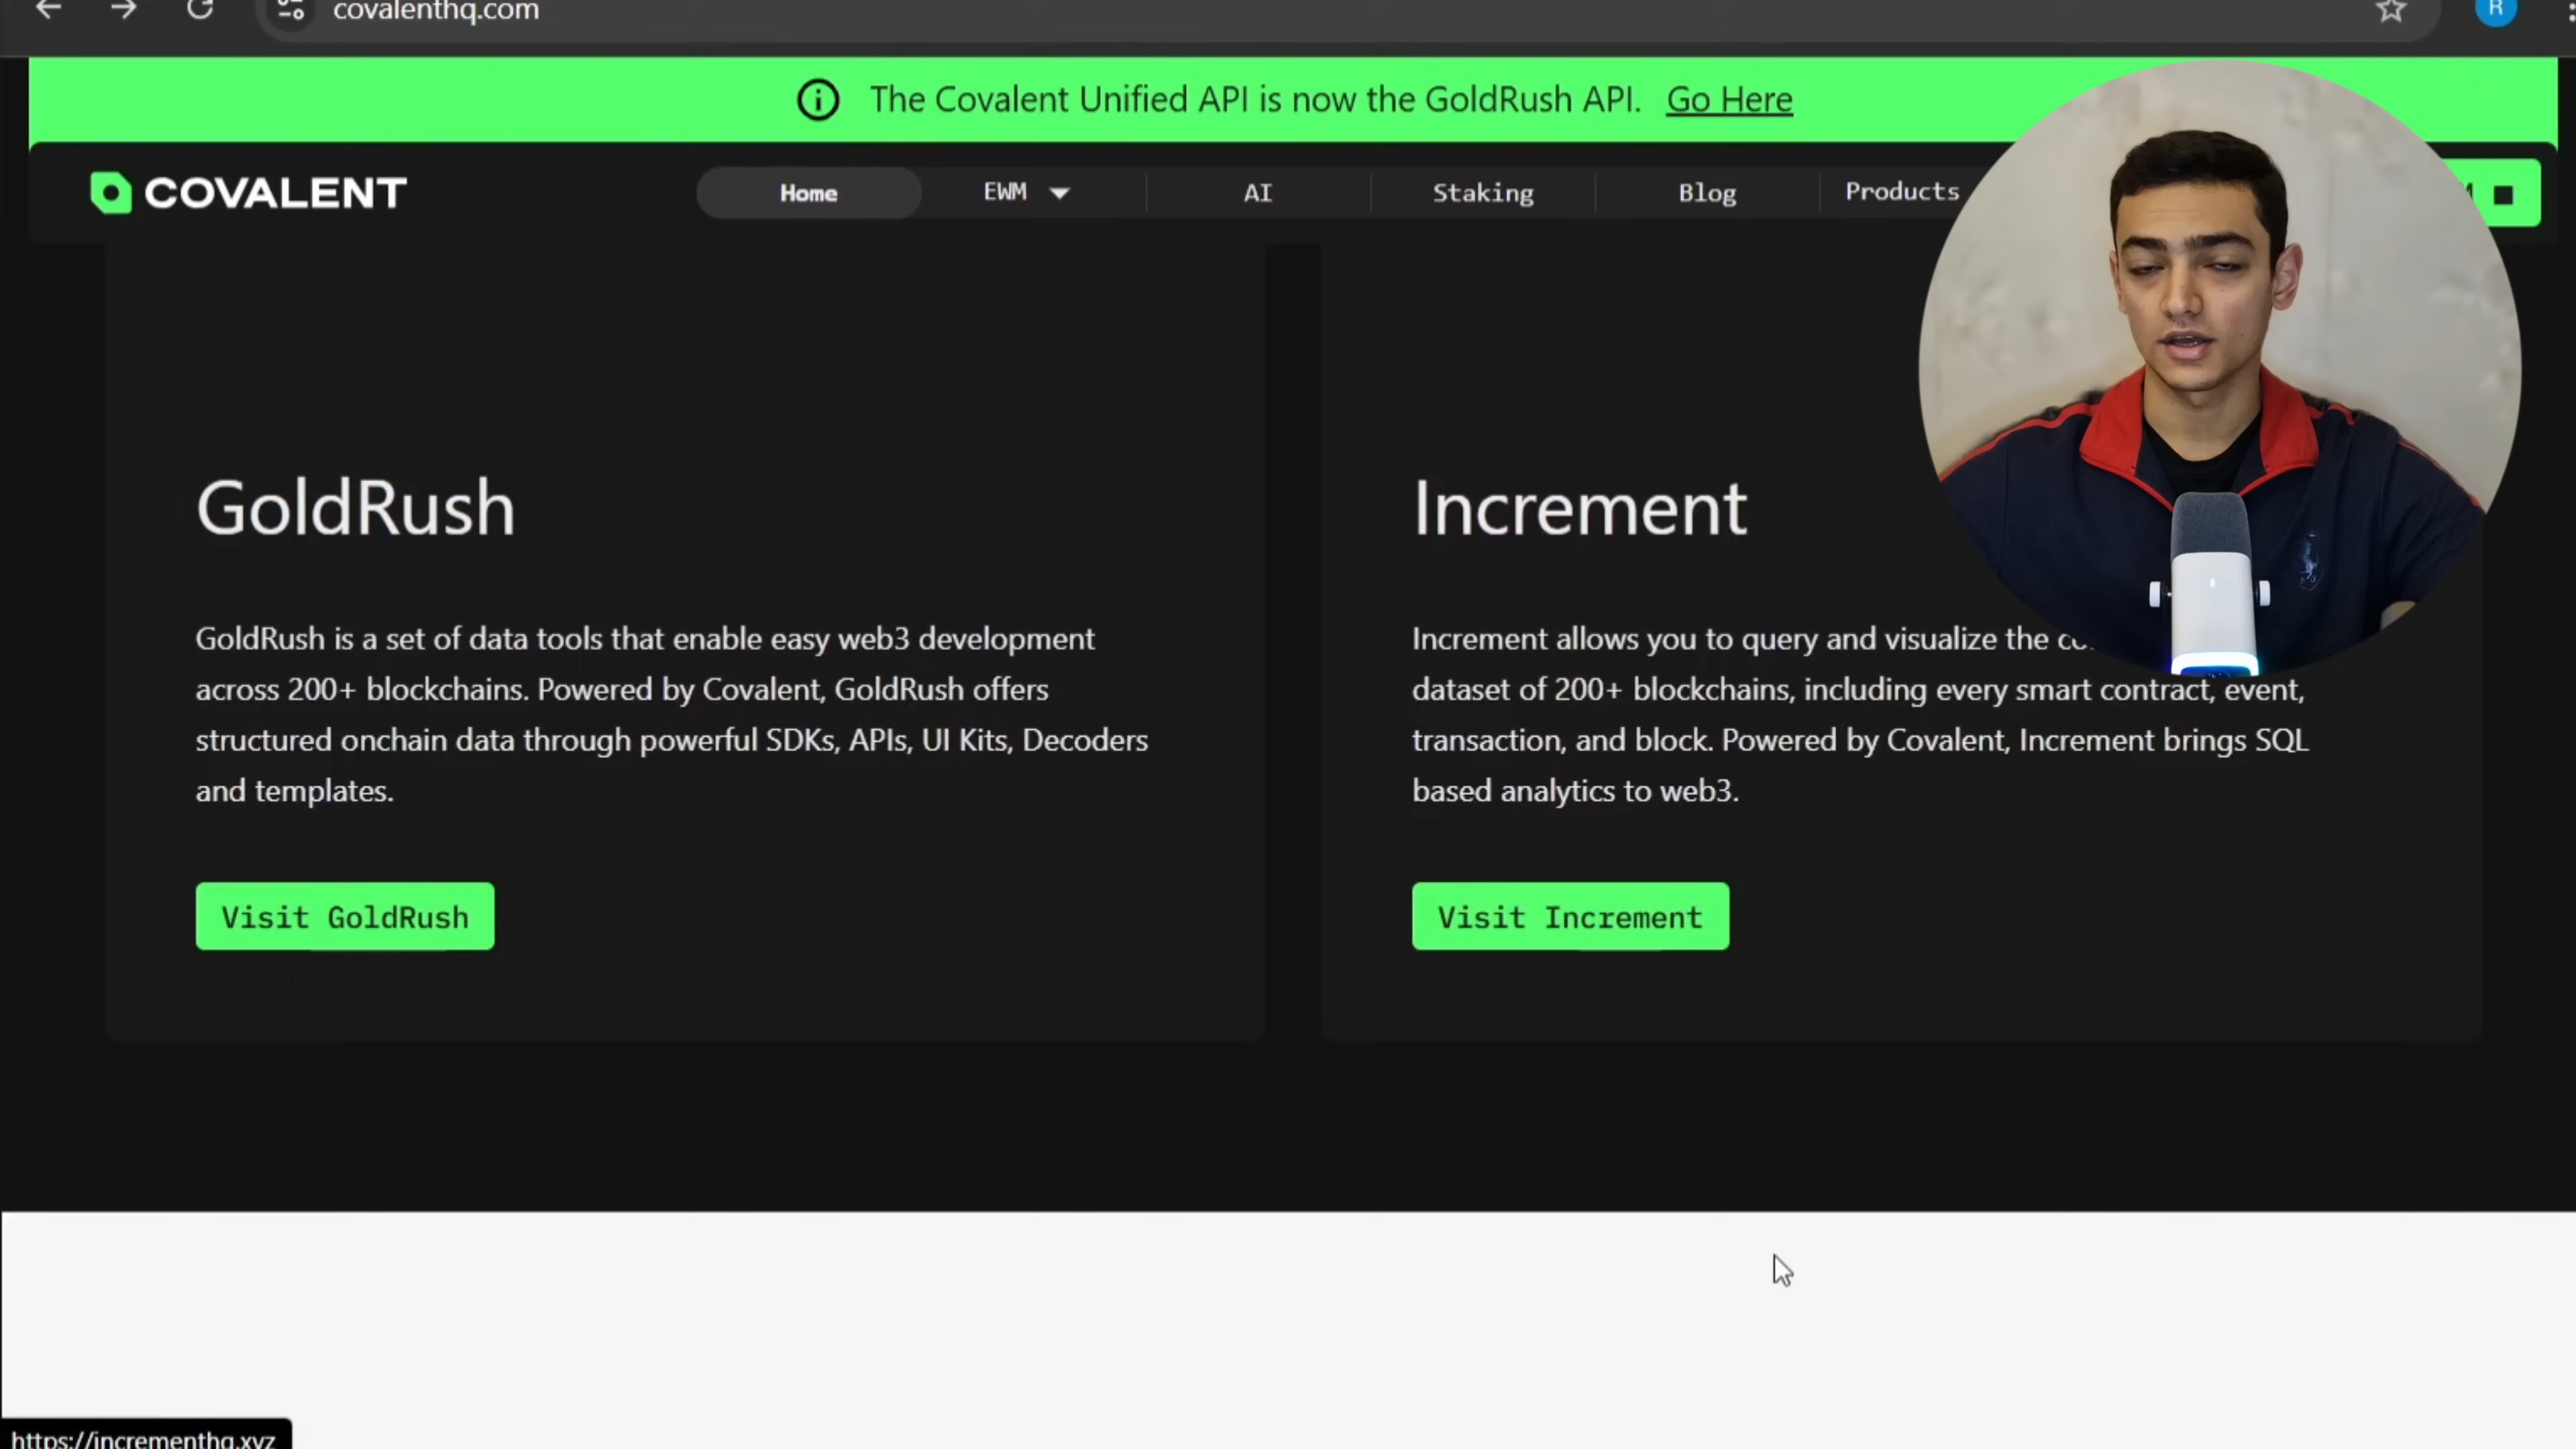 covalenthq.com
R
The Covalent Unified API is now the GoldRush API. Go Here
COVALENT
Home
EWM
AI
Staking
Blog
Products
GoldRush
GoldRush is a set of data tools that enable easy web3 development
across 200+ blockchains. Powered by Covalent, GoldRush offers
structured onchain data through powerful SDKs, APIs, UI Kits, Decoders
and templates.
Visit GoldRush
Increment
Increment allows you to query and visualize the
dataset of 200+ blockchains, including every smart contract, event,
transaction, and block. Powered by Covalent, Increment brings SQL
based analytics to web3.
Visit Increment
https://incrementhq.xyz